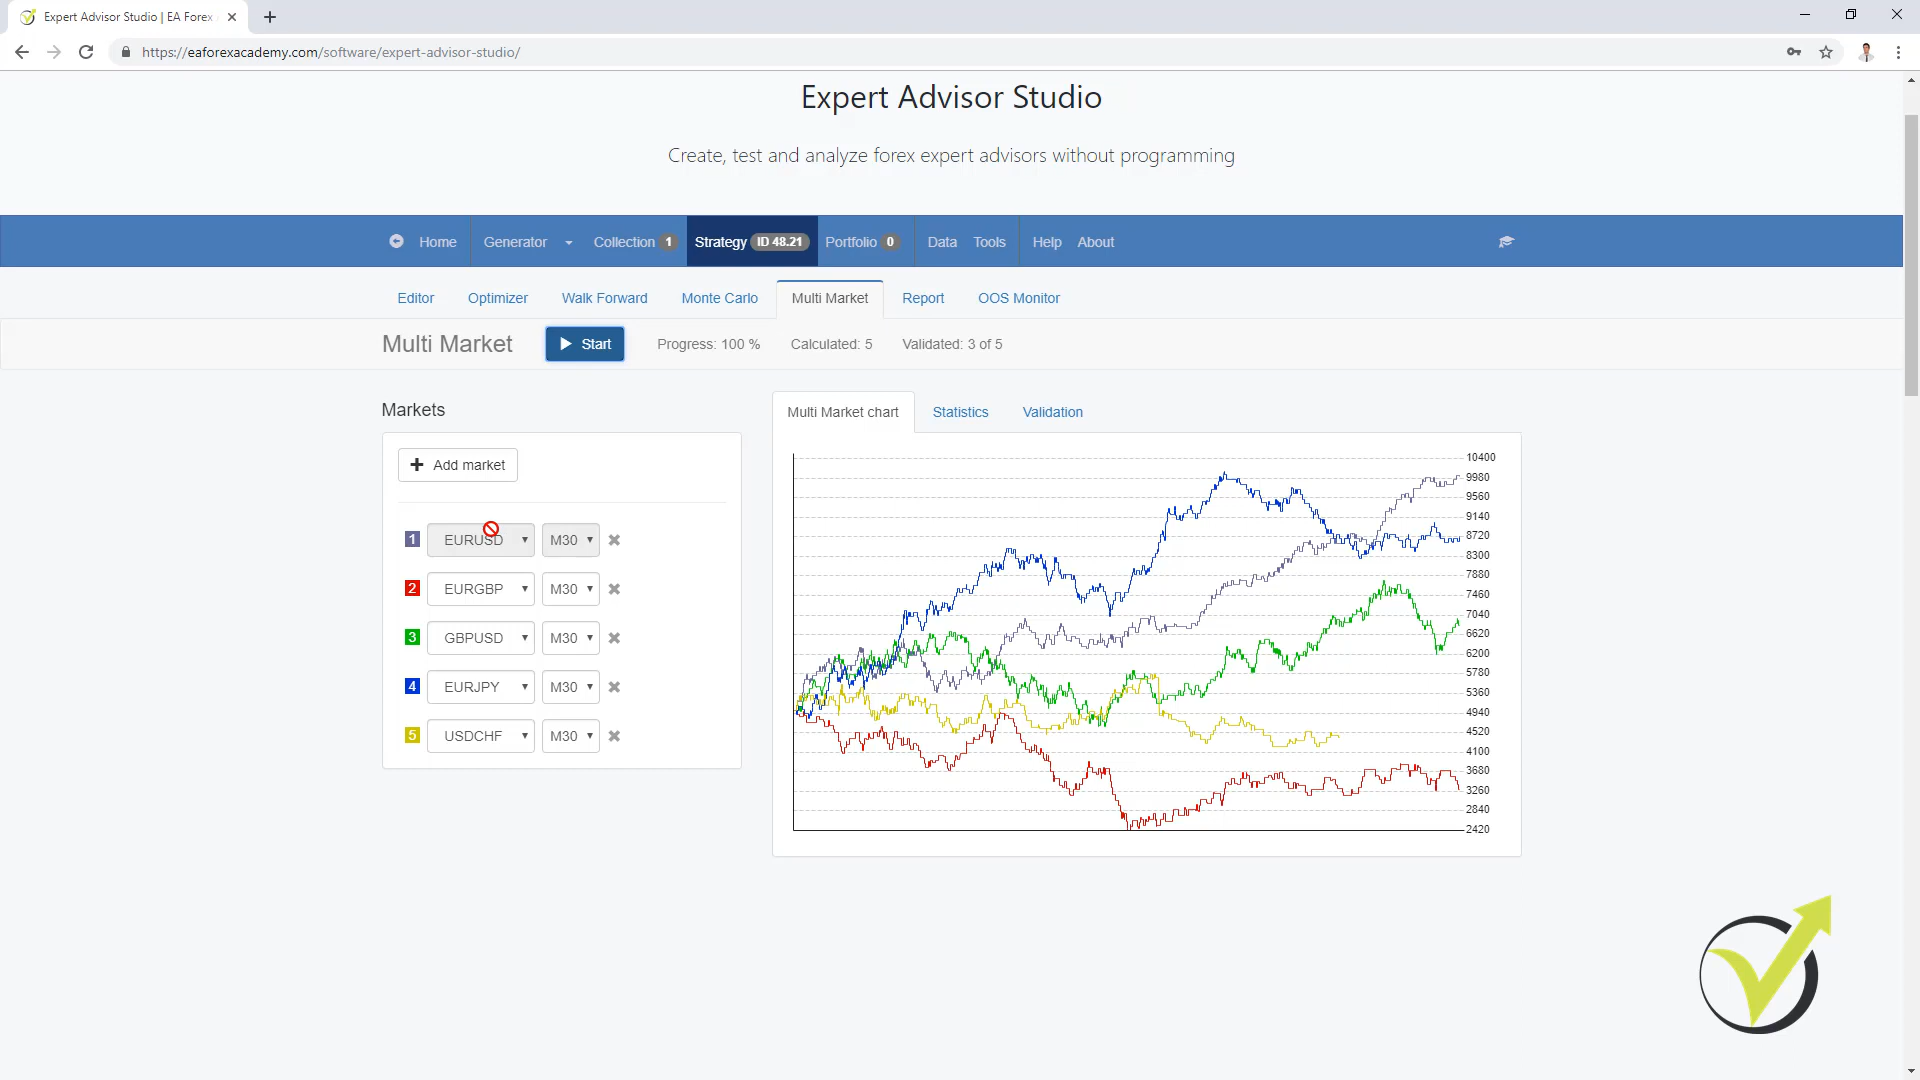 Expert Advisor Studio | EA Forex
https://eaforexacademy.com/software/expert-advisor-studio/
Expert Advisor Studio
Create, test and analyze forex expert advisors without programming
Home Generator Collection 1 Strategy ID 48.21 Portfolio 0 Data Tools Help About
Editor Optimizer Walk Forward Monte Carlo Multi Market Report OOS Monitor
Multi Market Start Progress: 100 % Calculated: 5 Validated: 3 of 5
Markets
Add market
1 EURUSD M30
2 EURGBP M30
3 GBPUSD M30
4 EURJPY M30
5 USDCHF M30
Multi Market chart Statistics Validation
10400
9980
9560
9140
8720
8300
7880
7460
7040
6620
6200
5780
5360
4940
4520
4100
3680
3260
2840
2420